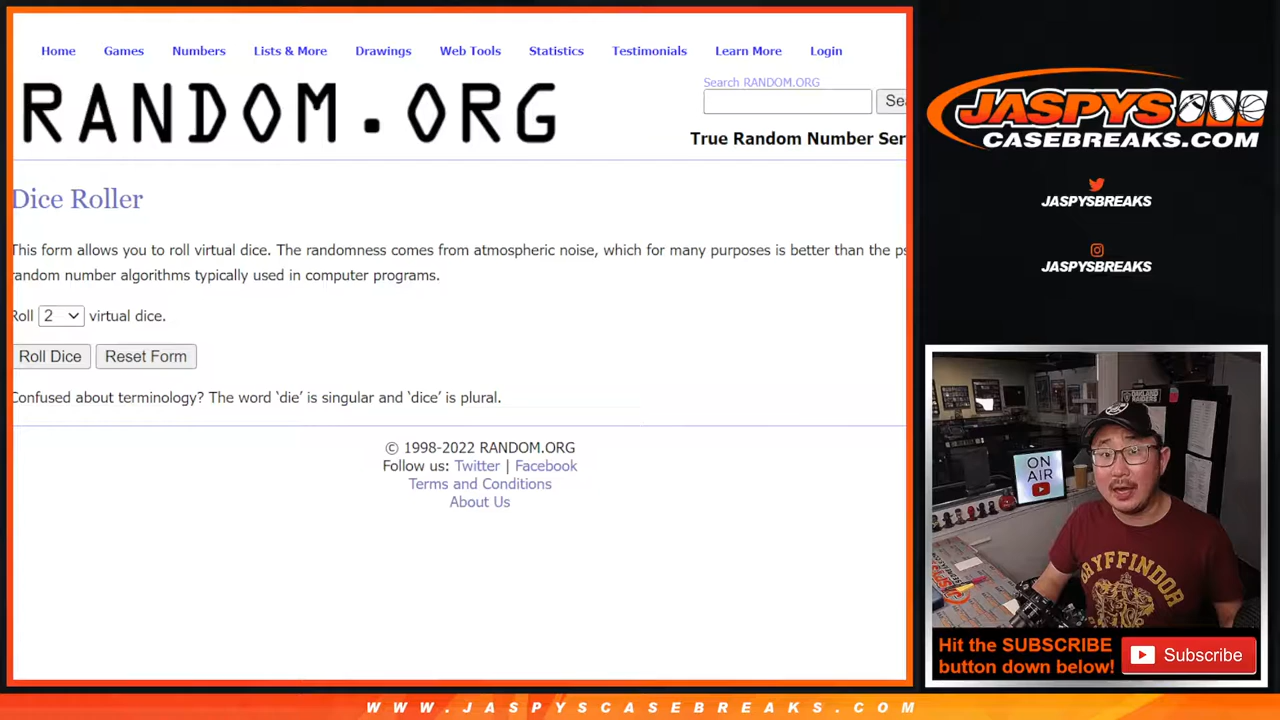 Home Games Numbers Lists & More Drawings Web Tools Statistics Testimonials Learn More Login
Search RANDOM.ORG
RANDOM.ORG
Sea
True Random Number Ser
Dice Roller
This form allows you to roll virtual dice. The randomness comes from atmospheric noise, which for many purposes is better than the ps
random number algorithms typically used in computer programs.
Roll 2 virtual dice.
Roll Dice Reset Form
Confused about terminology? The word ‘die’ is singular and ‘dice’ is plural.
© 1998-2022 RANDOM.ORG
Follow us: Twitter | Facebook
Terms and Conditions
About Us
JASPYS
CASEBREAKS.COM
JASPYSBREAKS
JASPYSBREAKS
OAKLAND
RAIDERS
ON
AIR
GRYFFINDOR
Hit the SUBSCRIBE
button down below!
Subscribe
WWW.JASPYSCASEBREAKS.COM